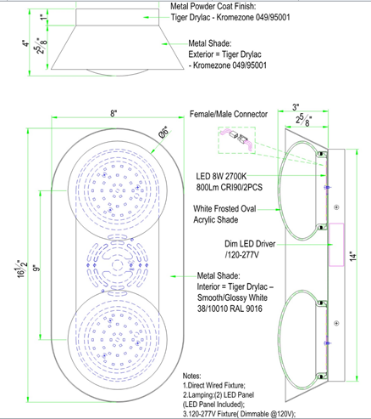 Metal Powder Coat Finish:
Tiger Drylac - Kromezone 049/95001
1"
4"
2 5/8"
Metal Shade:
Exterior = Tiger Drylac
- Kromezone 049/95001
8"
Ø6"
Female/Male Connector
3"
2 5/8"
LED 8W 2700K
800Lm CRI90/2PCS
White Frosted Oval
Acrylic Shade
Dim LED Driver
/120-277V
16 1/2"
9"
14"
Metal Shade:
Interior = Tiger Drylac –
Smooth/Glossy White
38/10010 RAL 9016
Notes:
1.Direct Wired Fixture;
2.Lamping:(2) LED Panel
(LED Panel Included);
3.120-277V Fixture( Dimmable @120V);